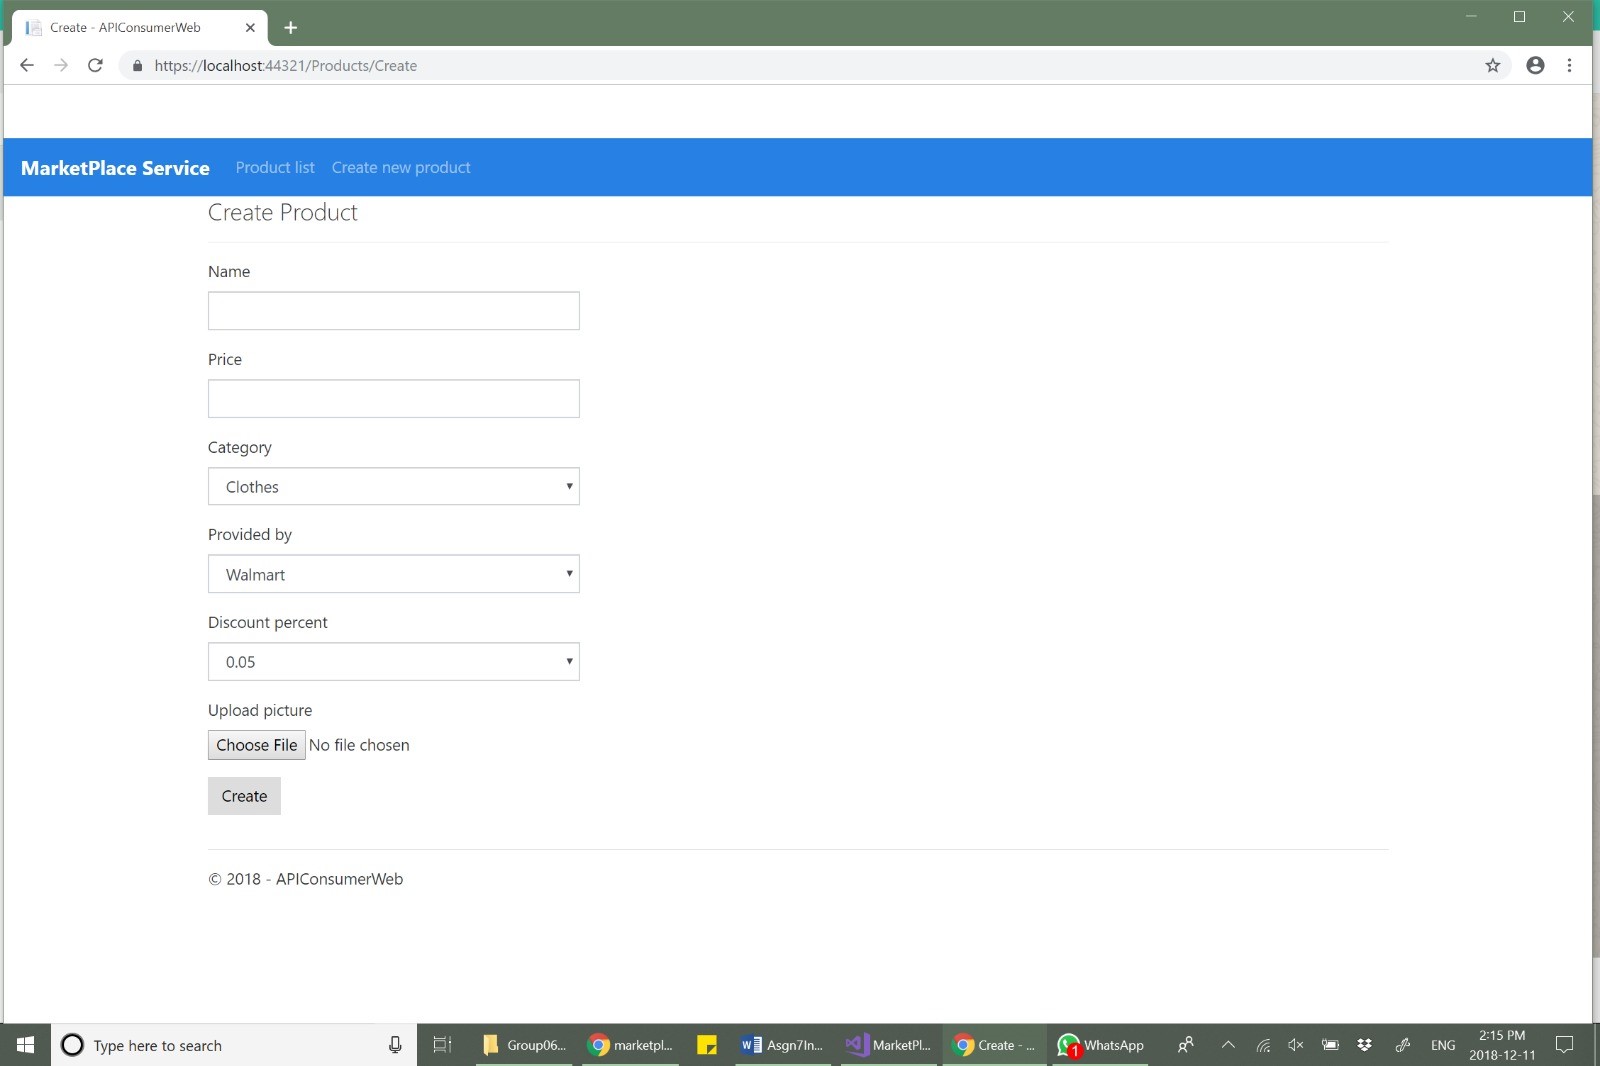 Create - APIConsumerWeb
https://localhost:44321/Products/Create
MarketPlace Service Product list Create new product
Create Product
Name
Price
Category
Clothes
Provided by
Walmart
Discount percent
0.05
Upload picture
Choose File No file chosen
Create
© 2018 - APIConsumerWeb
Type here to search Group06... marketpl... Asgn7In... MarketPl... Create - ... 1 WhatsApp ENG 2:15 PM
2018-12-11